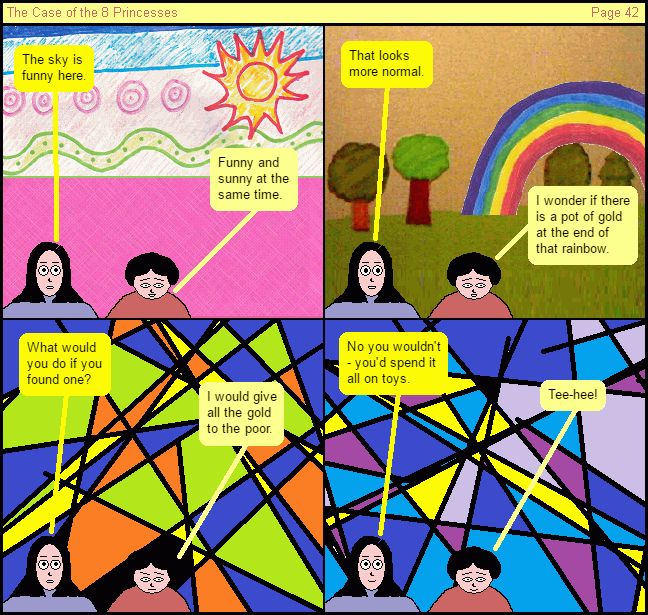 The Case of the 8 Princesses
Page 42
The sky is
funny here.
Funny and
sunny at the
same time.
That looks
more normal.
I wonder if there
is a pot of gold
at the end of
that rainbow.
What would
you do if you
found one?
I would give
all the gold
to the poor.
No you wouldn't
- you'd spend it
all on toys.
Tee-hee!